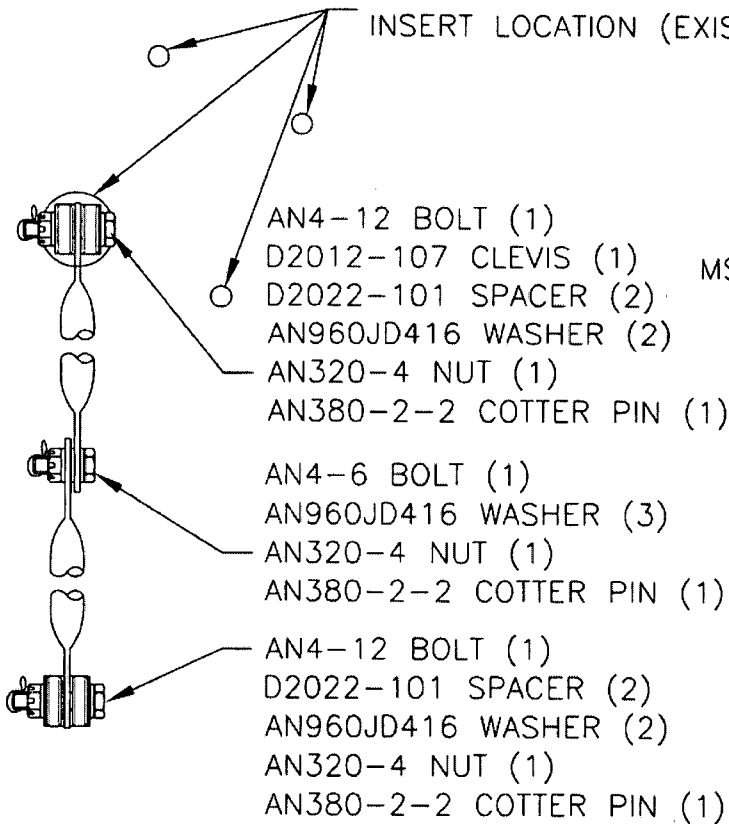 INSERT LOCATION (EXIS
AN4-12 BOLT (1)
D2012-107 CLEVIS (1)
MS
D2022-101 SPACER (2)
AN960JD416 WASHER (2)
AN320-4 NUT (1)
AN380-2-2 COTTER PIN (1)
AN4-6 BOLT (1)
AN960JD416 WASHER (3)
AN320-4 NUT (1)
AN380-2-2 COTTER PIN (1)
AN4-12 BOLT (1)
D2022-101 SPACER (2)
AN960JD416 WASHER (2)
AN320-4 NUT (1)
AN380-2-2 COTTER PIN (1)